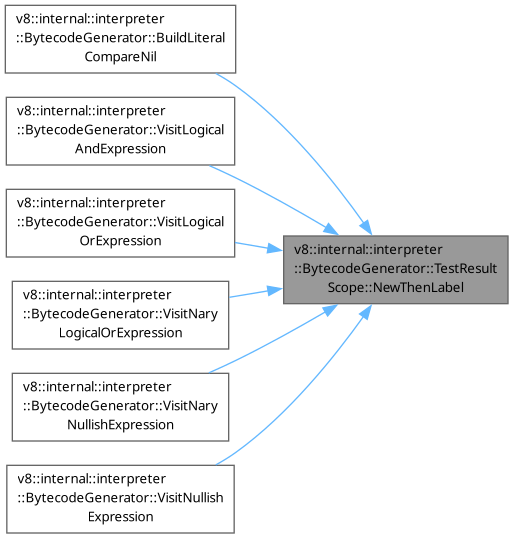 v8::internal::interpreter
::BytecodeGenerator::BuildLiteral
CompareNil
v8::internal::interpreter
::BytecodeGenerator::VisitLogical
AndExpression
v8::internal::interpreter
::BytecodeGenerator::VisitLogical
OrExpression
v8::internal::interpreter
::BytecodeGenerator::TestResult
Scope::NewThenLabel
v8::internal::interpreter
::BytecodeGenerator::VisitNary
LogicalOrExpression
v8::internal::interpreter
::BytecodeGenerator::VisitNary
NullishExpression
v8::internal::interpreter
::BytecodeGenerator::VisitNullish
Expression